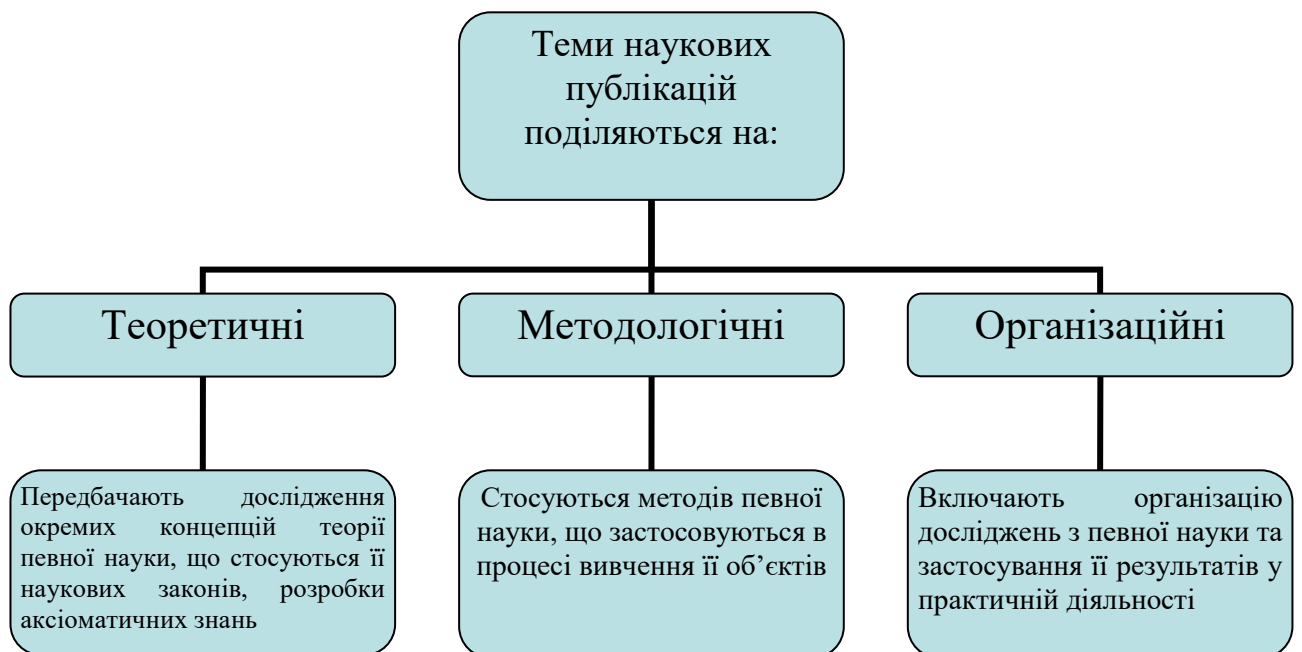 Теми наукових
публікацій
поділяються на:
Теоретичні
Методологічні
Організаційні
Передбачають дослідження
окремих концепцій теорії
певної науки, що стосуються її
наукових законів, розробки
аксіоматичних знань
Стосуються методів певної
науки, що застосовуються в
процесі вивчення її об’єктів
Включають організацію
досліджень з певної науки та
застосування її результатів у
практичній діяльності